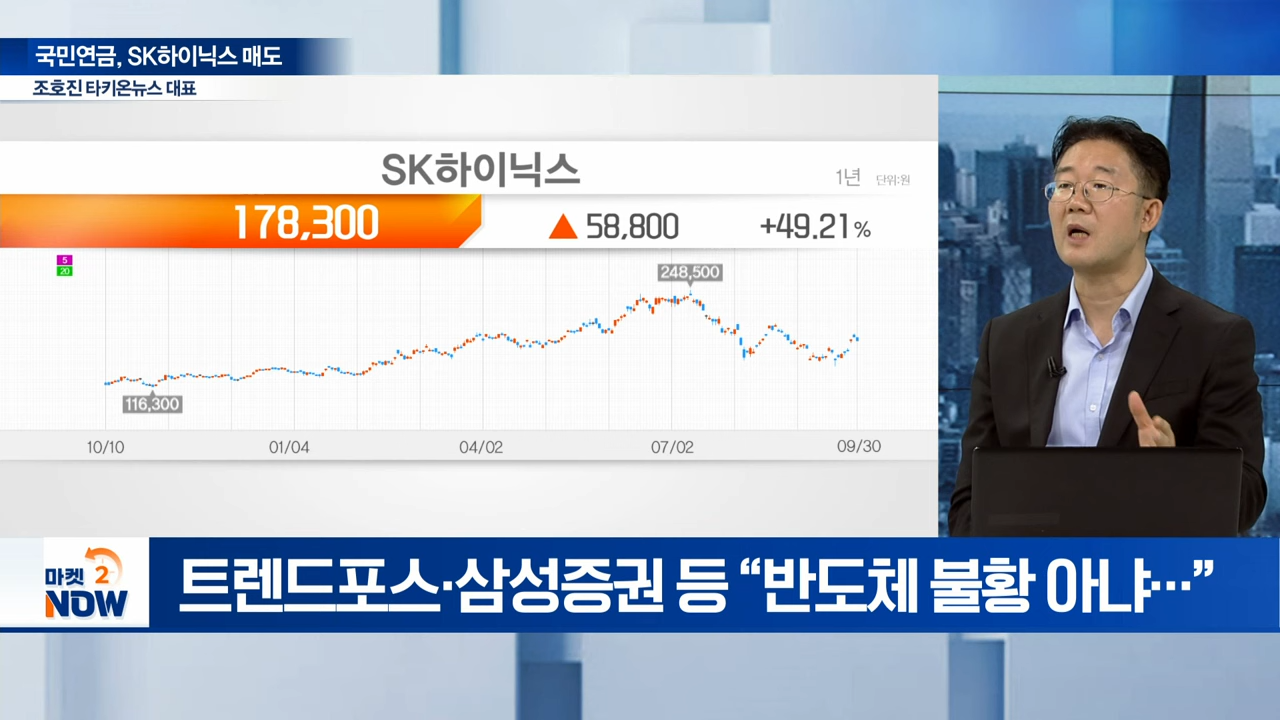 국민연금, SK하이닉스 매도
조호진 타키온뉴스 대표
SK하이닉스
1년 단위:원
178,300 ▲ 58,800 +49.21%
5
20
248,500
116,300
10/10 01/04 04/02 07/02 09/30
마켓 2
NOW
트렌드포스·삼성증권 등 “반도체 불황 아냐…”